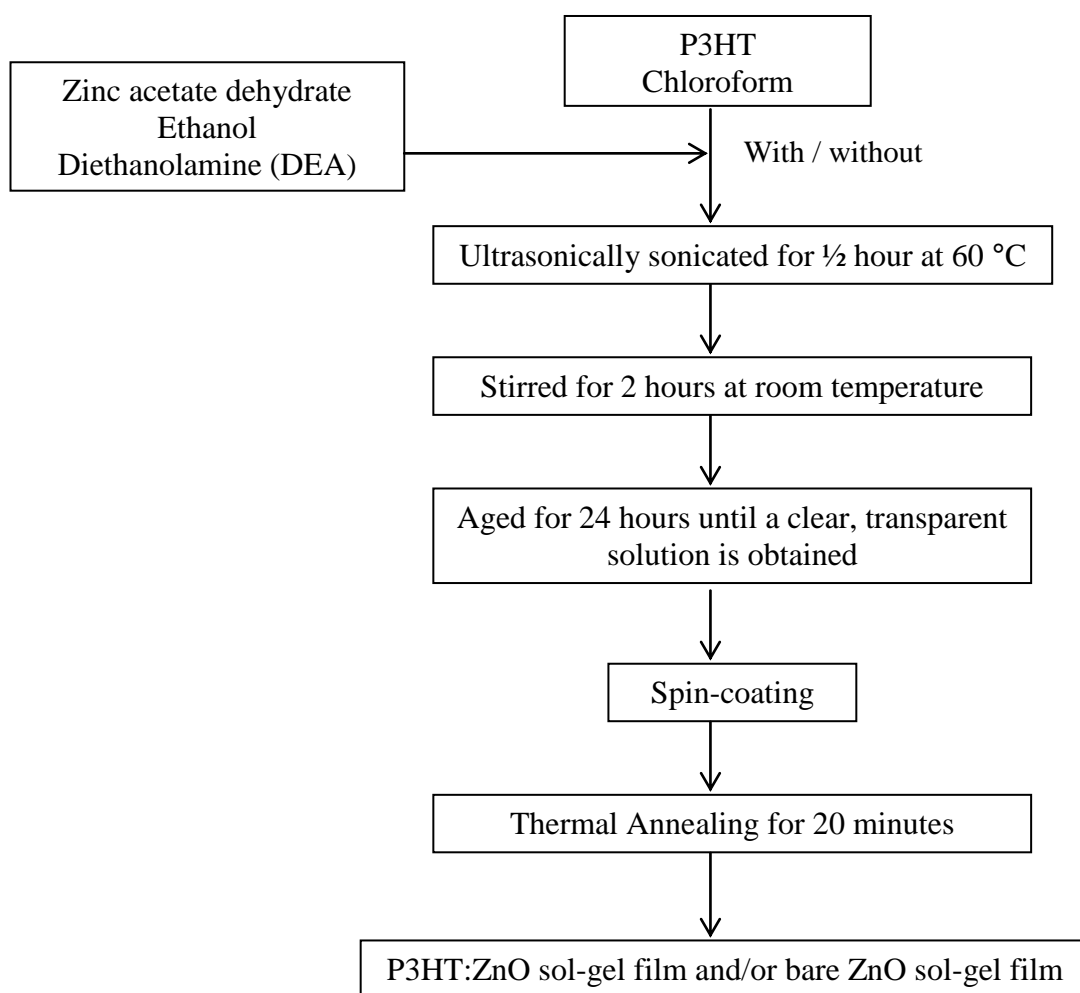 P3HT
Chloroform
Zinc acetate dehydrate
Ethanol
Diethanolamine (DEA)
With / without
Ultrasonically sonicated for ½ hour at 60 °C
Stirred for 2 hours at room temperature
Aged for 24 hours until a clear, transparent
solution is obtained
Spin-coating
Thermal Annealing for 20 minutes
P3HT:ZnO sol-gel film and/or bare ZnO sol-gel film